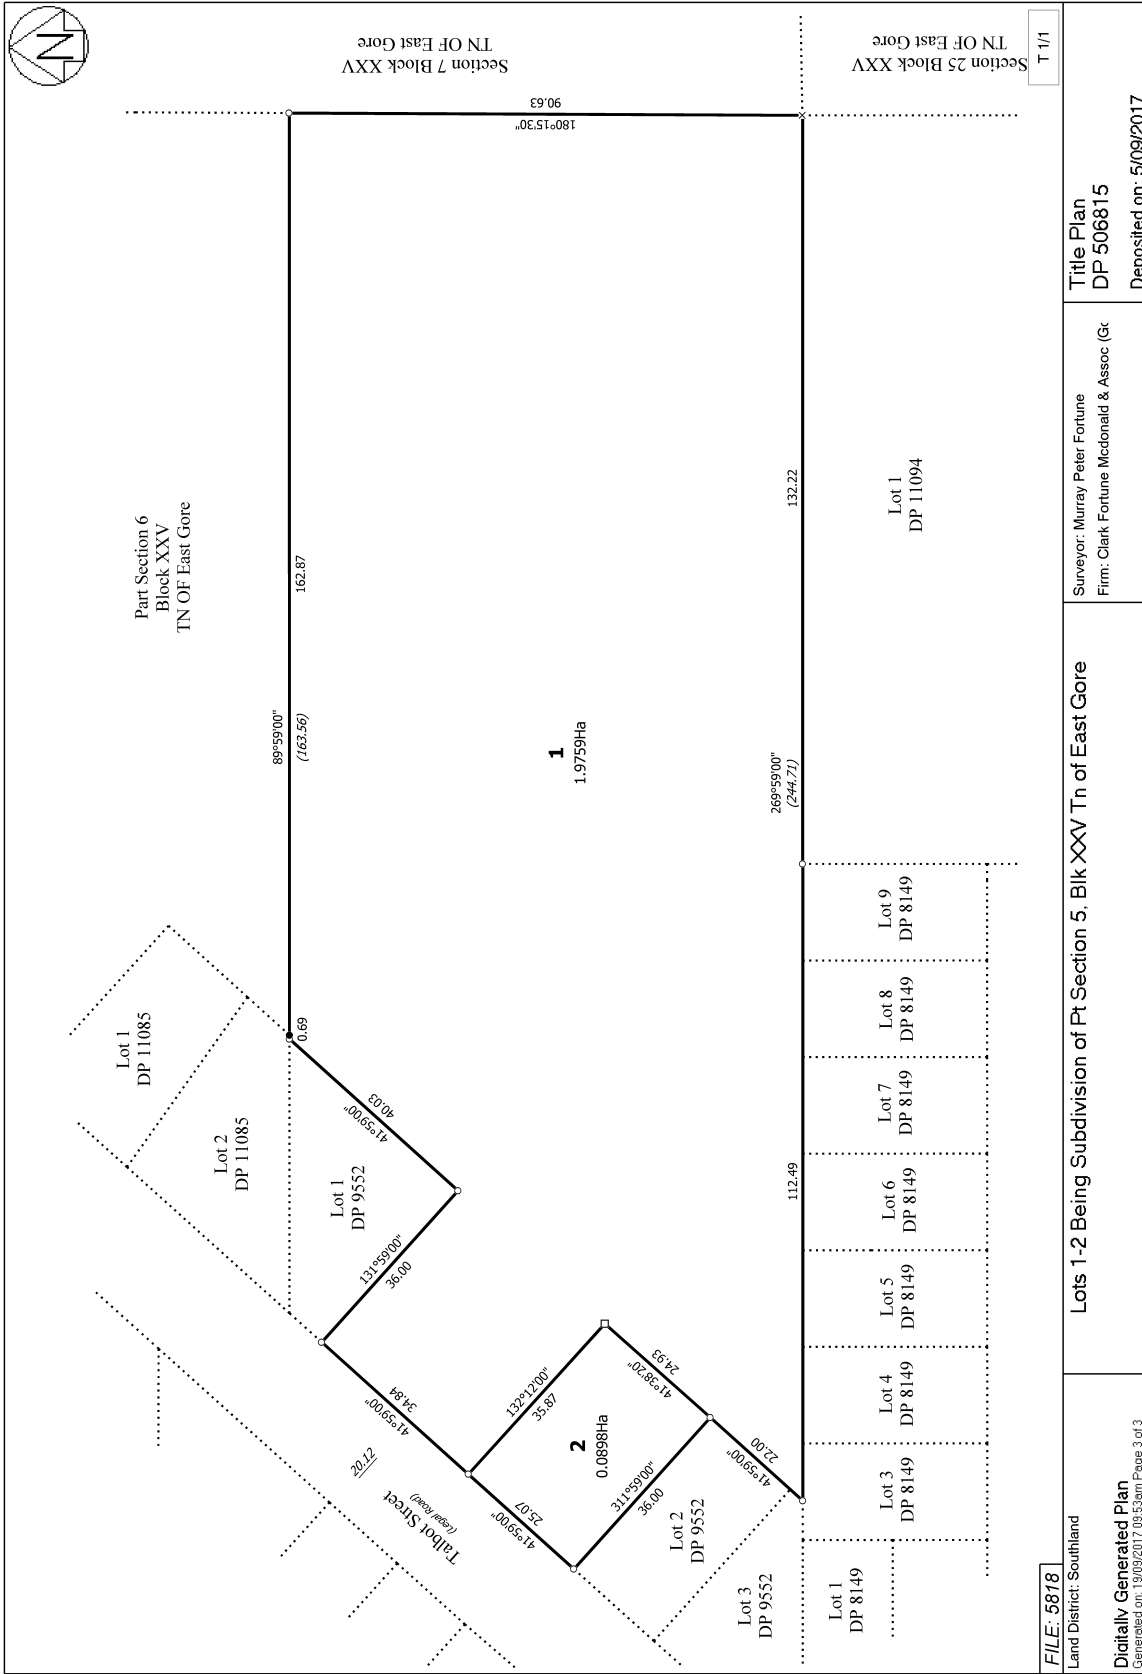 N
Section 7 Block XXV
TN OF East Gore
Section 25 Block XXV
TN OF East Gore
T 1/1
90.63
180°15'30"
Part Section 6
Block XXV
TN OF East Gore
89°59'00"
162.87
(163.56)
0.69
1
1.9759Ha
132.22
269°59'00"
(244.71)
112.49
Lot 1
DP 11094
Lot 1
DP 11085
Lot 2
DP 11085
Lot 1
DP 9552
41°59'00"
40.03
131°59'00"
36.00
41°59'00"
34.84
132°12'00"
35.87
41°38'20"
24.93
2
0.0898Ha
41°59'00"
25.07
311°59'00"
36.00
41°59'00"
22.00
20.12
Talbot Street
(Legal Road)
Lot 2
DP 9552
Lot 3
DP 9552
Lot 1
DP 8149
Lot 3
DP 8149
Lot 4
DP 8149
Lot 5
DP 8149
Lot 6
DP 8149
Lot 7
DP 8149
Lot 8
DP 8149
Lot 9
DP 8149
FILE: 5818
Land District: Southland
Digitally Generated Plan
Generated on: 19/09/2017 09:53am Page 3 of 3
Lots 1-2 Being Subdivision of Pt Section 5, Blk XXV Tn of East Gore
Surveyor: Murray Peter Fortune
Firm: Clark Fortune Mcdonald & Assoc (Go
Title Plan
DP 506815
Deposited on: 5/09/2017